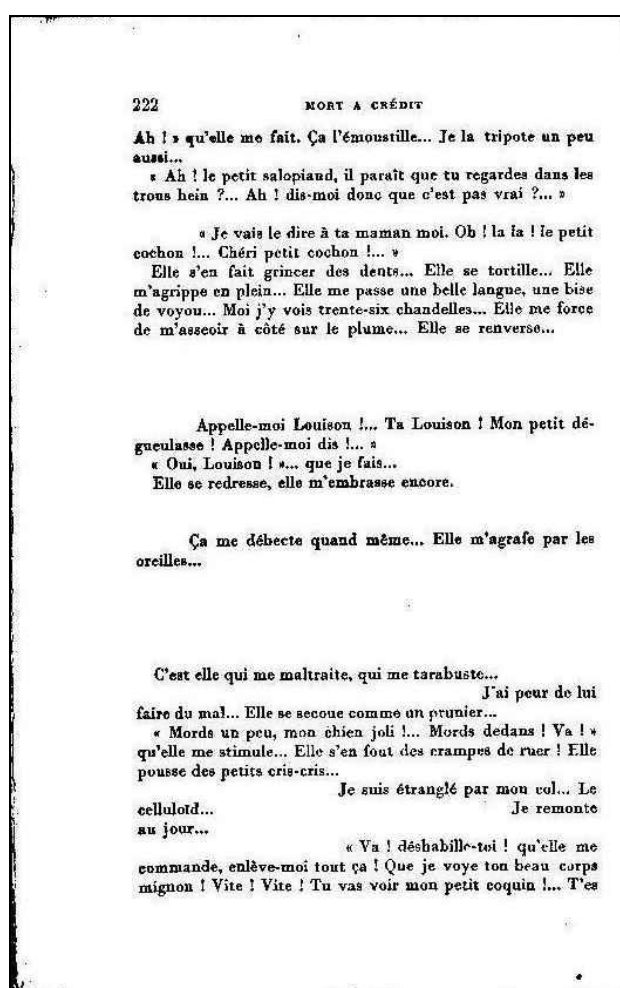 222 MORT A CRÉDIT
Ah ! » qu'elle me fait. Ça l'émoustille... Je la tripote un peu
aussi...
« Ah ! le petit salopiaud, il paraît que tu regardes dans les
trous hein ?... Ah ! dis-moi donc que c'est pas vrai ?... »
« Je vais le dire à ta maman moi. Oh ! la la ! le petit
cochon !... Chéri petit cochon !... »
Elle s'en fait grincer des dents... Elle se tortille... Elle
m'agrippe en plein... Elle me passe une belle langue, une bise
de voyou... Moi j'y vois trente-six chandelles... Elle me force
de m'asseoir à côté sur le plume... Elle se renverse...
Appelle-moi Louison !... Ta Louison ! Mon petit dé-
gueulasse ! Appelle-moi dis !... »
« Oui, Louison ! »... que je fais...
Elle se redresse, elle m'embrasse encore.
Ça me débecte quand même... Elle m'agrafe par les
oreilles...
C'est elle qui me maltraite, qui me tarabuste...
J'ai peur de lui
faire du mal... Elle se secoue comme un prunier...
« Mords un peu, mon chien joli !... Mords dedans ! Va ! »
qu'elle me stimule... Elle s'en fout des crampes de ruer ! Elle
pousse des petits cris-cris...
Je suis étranglé par mon col... Le
celluloïd... Je remonte
au jour...
« Va ! déshabille-toi ! qu'elle me
commande, enlève-moi tout ça ! Que je voye ton beau corps
mignon ! Vite ! Vite ! Tu vas voir mon petit coquin !... T'es